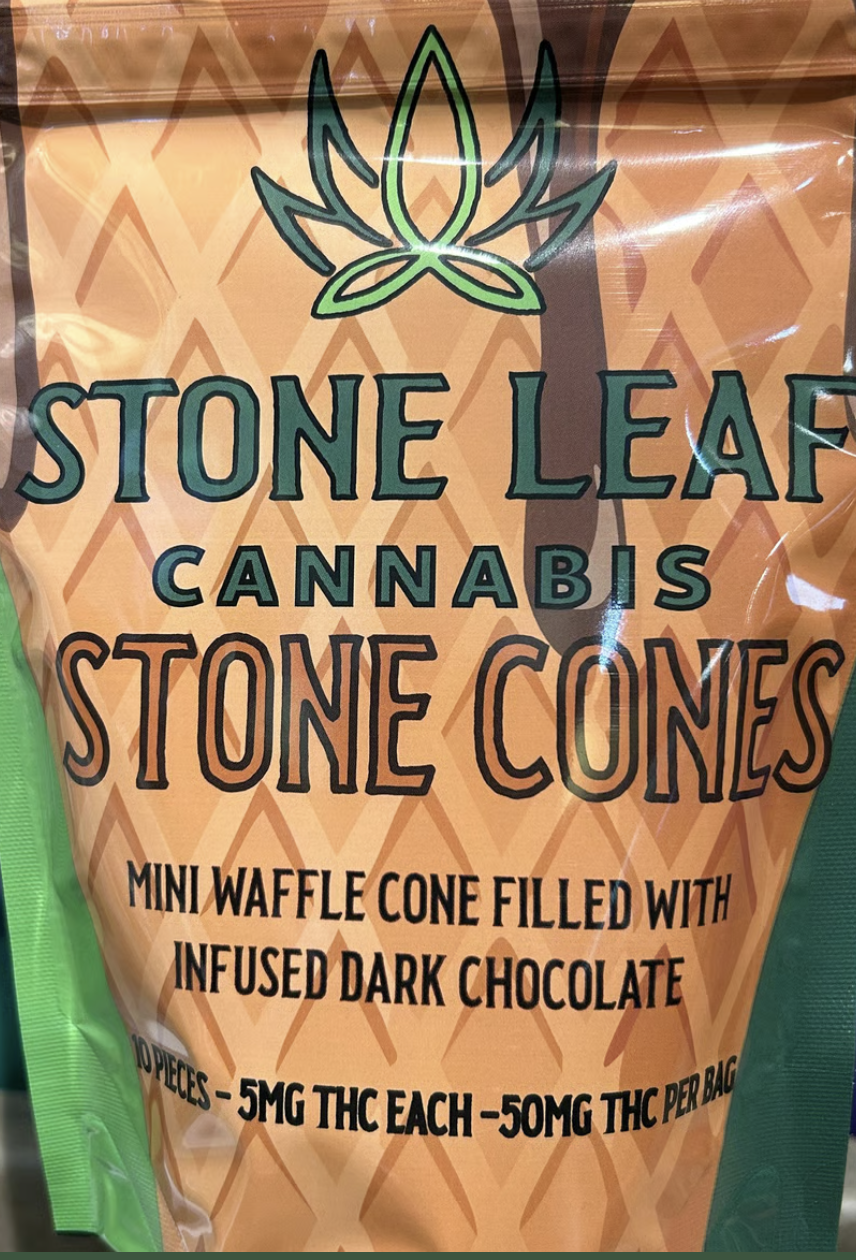 STONE LEAF
CANNABIS
STONE CONES
MINI WAFFLE CONE FILLED WITH
INFUSED DARK CHOCOLATE
10 PIECES - 5MG THC EACH -50MG THC PER BAG